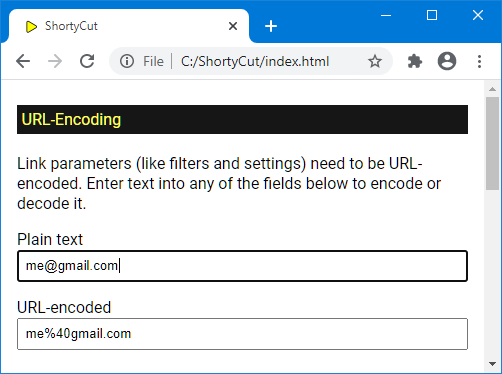 ShortyCut
File
C:/ShortyCut/index.html
URL-Encoding
Link parameters (like filters and settings) need to be URL-
encoded. Enter text into any of the fields below to encode or
decode it.
Plain text
me@gmail.com
URL-encoded
me%40gmail.com